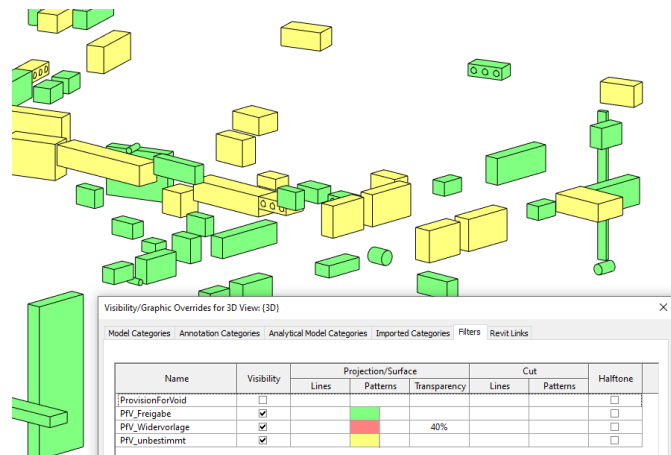 Visibility/Graphic Overrides for 3D View: {3D}
Model Categories Annotation Categories Analytical Model Categories Imported Categories Filters Revit Links
Name Visibility Projection/Surface Cut Halftone
Lines Patterns Transparency Lines Patterns
ProvisionForVoid
PfV_Freigabe
PfV_Widervorlage 40%
PfV_unbestimmt